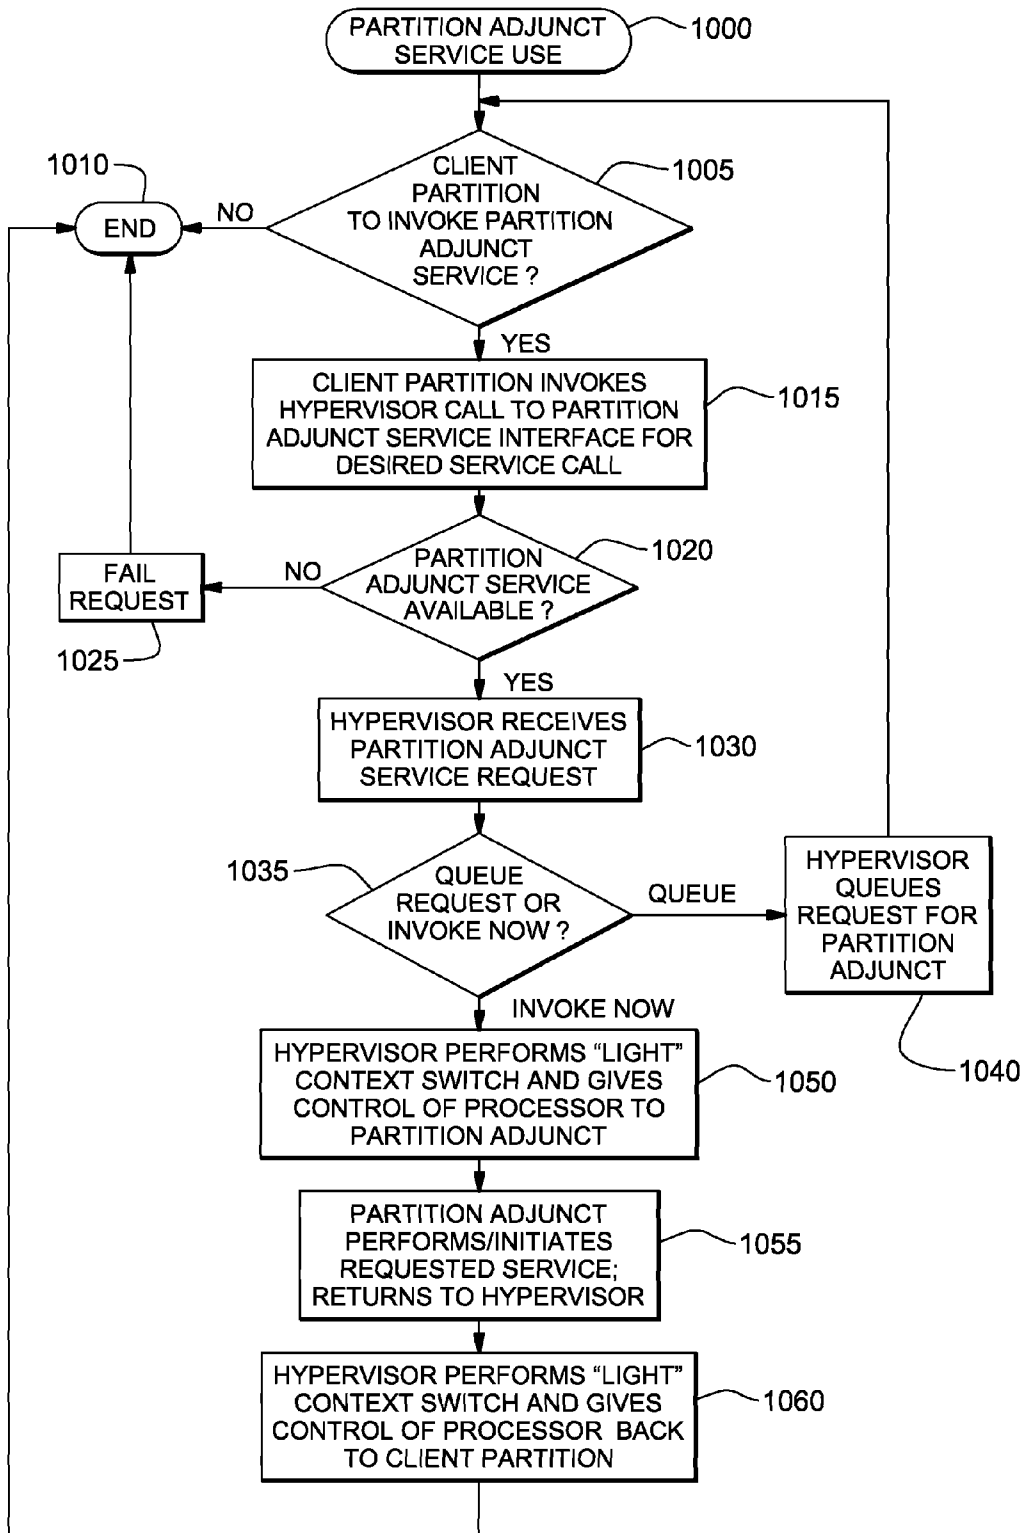 PARTITION ADJUNCT
SERVICE USE
1000
1010
END
NO
CLIENT
PARTITION
TO INVOKE PARTITION
ADJUNCT
SERVICE ?
1005
YES
CLIENT PARTITION INVOKES
HYPERVISOR CALL TO PARTITION
ADJUNCT SERVICE INTERFACE FOR
DESIRED SERVICE CALL
1015
PARTITION
ADJUNCT SERVICE
AVAILABLE ?
1020
NO
FAIL
REQUEST
1025
YES
HYPERVISOR RECEIVES
PARTITION ADJUNCT
SERVICE REQUEST
1030
1035
QUEUE
REQUEST OR
INVOKE NOW ?
QUEUE
HYPERVISOR
QUEUES
REQUEST FOR
PARTITION
ADJUNCT
1040
INVOKE NOW
HYPERVISOR PERFORMS “LIGHT”
CONTEXT SWITCH AND GIVES
CONTROL OF PROCESSOR TO
PARTITION ADJUNCT
1050
PARTITION ADJUNCT
PERFORMS/INITIATES
REQUESTED SERVICE;
RETURNS TO HYPERVISOR
1055
HYPERVISOR PERFORMS “LIGHT”
CONTEXT SWITCH AND GIVES
CONTROL OF PROCESSOR BACK
TO CLIENT PARTITION
1060